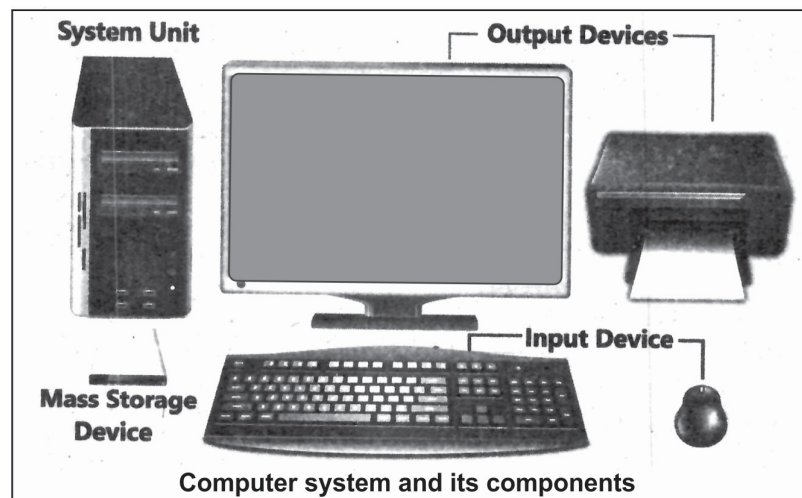 System Unit
Output Devices
Input Device
Mass Storage
Device
Computer system and its components